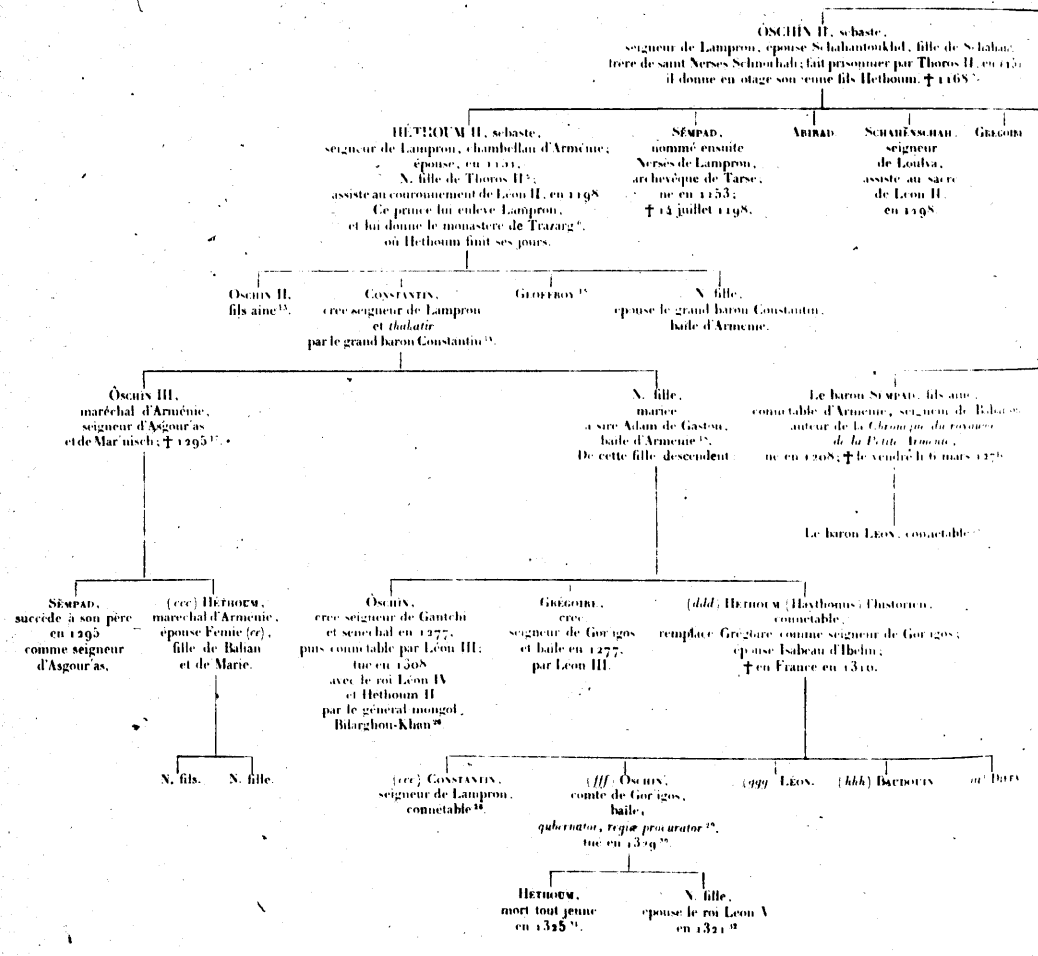 ÔSCHÎN II, sebaste,
seigneur de Lampron, épouse Schahantoukhd, fille de
frère de saint Nersès Schnorhali; fait prisonnier par Thoros II, en
il donne en otage son jeune fils Hethoum. † 1168
HÉTHOUM II, sebaste,
seigneur de Lampron, chambellan d'Arménie;
épouse, en 1151,
N. fille de Thoros II;
assiste au couronnement de Léon II, en 1198
Ce prince lui enlève Lampron,
et lui donne le monastère de Trazarg
où Hethoum finit ses jours.
SĚMPAD,
nommé ensuite
Nersès de Lampron,
archevêque de Tarse,
né en 1153;
† 14 juillet 1198.
ABIRAD
SCHAHĚNSCHAH
seigneur
de Loulva,
assiste au sacre
de Léon II
en 1198
GRÉGOIRE
OSCHIN II,
fils aîné
CONSTANTIN,
créé seigneur de Lampron
et thakatir
par le grand baron Constantin
GEOFFROY
N. fille,
épouse le grand baron Constantin,
baile d'Arménie.
ÔSCHIN III,
maréchal d'Arménie,
seigneur d'Asgour'as
et de Mar'nisch; † 1295
N. fille,
mariée
à sire Adam de Gaston,
baile d'Arménie
De cette fille descendent
Le baron SĚMPAD, fils aîné,
connétable d'Arménie, seigneur de
auteur de la Chronique du royaume
de la Petite Arménie,
né en 1208; † le vendredi 6 mars 1276
Le baron LÉON, connétable
SĚMPAD,
succède à son père
en 1295
comme seigneur
d'Asgour'as,
(ccc) HÉTHOUM,
maréchal d'Arménie,
épouse Femie (cc),
fille de Balian
et de Marie.
ÔSCHIN,
créé seigneur de Gantchi
et sénéchal en 1277,
puis connétable par Léon III;
tué en 1308
avec le roi Léon IV
et Hethoum II
par le général mongol
Bilarghou-Khan
GRÉGOIRE,
créé
seigneur de Gor'igos
et baile en 1277,
par Léon III.
(ddd) HETHOUM (Haythonus) l'historien,
connétable,
remplace Grégoire comme seigneur de Gor'igos;
épouse Isabeau d'Ibelin;
† en France en 1310.
N. fils.
N. fille.
(eee) CONSTANTIN,
seigneur de Lampron,
connétable
(fff) ÔSCHIN,
comte de Gor'igos,
baile,
gubernator, regiæ procurator
tué en 1329
(ggg) LÉON.
(hhh) BAUDOUIN
HETHOUM,
mort tout jeune
en 1325
N. fille,
épouse le roi Léon V
en 1321